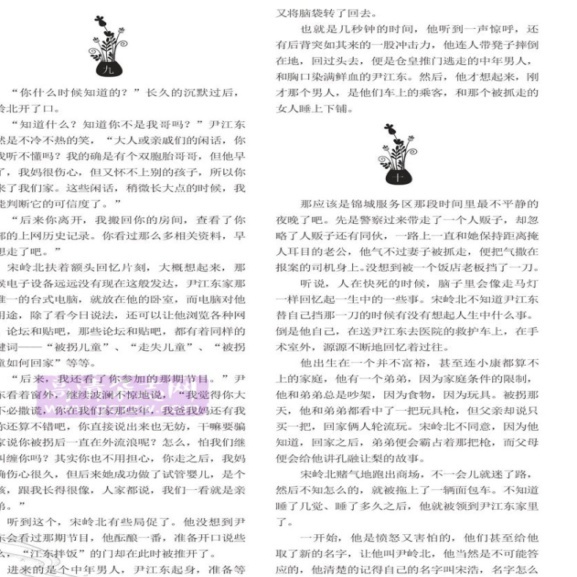 九
“你什么时候知道的？”长久的沉默过后，
岭北开了口。
“知道什么？知道你不是我哥吗？”尹江东
然是不冷不热的笑，“大人或亲戚们的闲话，你
我听不懂吗？我的确是有个双胞胎哥哥，但他早
了，我妈很伤心，但又怀不上别的孩子，所以你
来了我们家。这些闲话，稍微长大点的时候，我
能判断它的可信度了。”
“后来你离开，我搬回你的房间，查看了你
部的上网历史记录。你看过那么多相关资料，早
想走了吧。”
宋岭北扶着额头回忆片刻，大概想起来，那
候电子设备远远没有现在这般发达，尹江东家那
唯一的台式电脑，就放在他的卧室，而电脑对他
用途，除了看今日说法，还可以让他浏览各种网
、论坛和贴吧，那些论坛和贴吧，都有着同样的
键词——“被拐儿童”、“走失儿童”、“被拐
童如何回家”等等。
“后来，我还看了你参加的那期节目。”尹
东看着窗外，继续波澜不惊地说，“我觉得你大
不必撒谎，你在我们家那些年，我爸我妈还有我
你还算不错吧，你直接说出来也无妨，干嘛要骗
家说你被拐后一直在外流浪呢？怎么，怕我们继
纠缠你吗？其实你也不用担心，你走之后，我妈
确伤心很久，但后来她成功做了试管婴儿，是个
孩，跟我长得很像，人家都说，我们一看就是亲
弟。”
听到这个，宋岭北有些局促了。他没想到尹
东会看过那期节目，他酝酿一番，准备开口说些
么，“江东拌饭”的门却在此时被推开了。
进来的是个中年男人，尹江东起身，准备等
又将脑袋转了回去。
也就是几秒钟的时间，他听到一声惊呼，还
有后背突如其来的一股冲击力，他连人带凳子摔倒
在地，回过头去，便是仓皇推门逃走的中年男人，
和胸口染满鲜血的尹江东。然后，他才想起来，刚
才那个男人，是他们车上的乘客，和那个被抓走的
女人睡上下铺。
十
那应该是锦城服务区那段时间里最不平静的
夜晚了吧。先是警察过来带走了一个人贩子，却忽
略了人贩子还有同伙，一路上一直和她保持距离掩
人耳目的老公，他气不过妻子被抓走，便把气撒在
报案的司机身上。没想到被一个饭店老板挡了一刀。
听说，人在快死的时候，脑子里会像走马灯
一样回忆起一生中的一些事。宋岭北不知道尹江东
替自己挡那一刀的时候有没有想起人生中什么事。
倒是他自己，在送尹江东去医院的救护车上，在手
术室外，源源不断地回忆着过往。
他出生在一个并不富裕，甚至连小康都算不
上的家庭，他有一个弟弟，因为家庭条件的限制，
他和弟弟总是吵架，因为食物，因为玩具。被拐那
天，他和弟弟都看中了一把玩具枪，但父亲却说只
买一把，回家俩人轮流玩。宋岭北不同意，因为他
知道，回家之后，弟弟便会霸占着那把枪，而父母
便会给他讲孔融让梨的故事。
宋岭北赌气地跑出商场，不一会儿就迷了路，
然后不知怎么的，就被拖上了一辆面包车。不知道
睡了几觉、睡了多久之后，他就被领到尹江东家里
了。
一开始，他是愤怒又害怕的，他们甚至给他
取了新的名字，让他叫尹岭北，他当然是不可能答
应的，他清楚的记得自己的名字叫宋浩，名字怎么